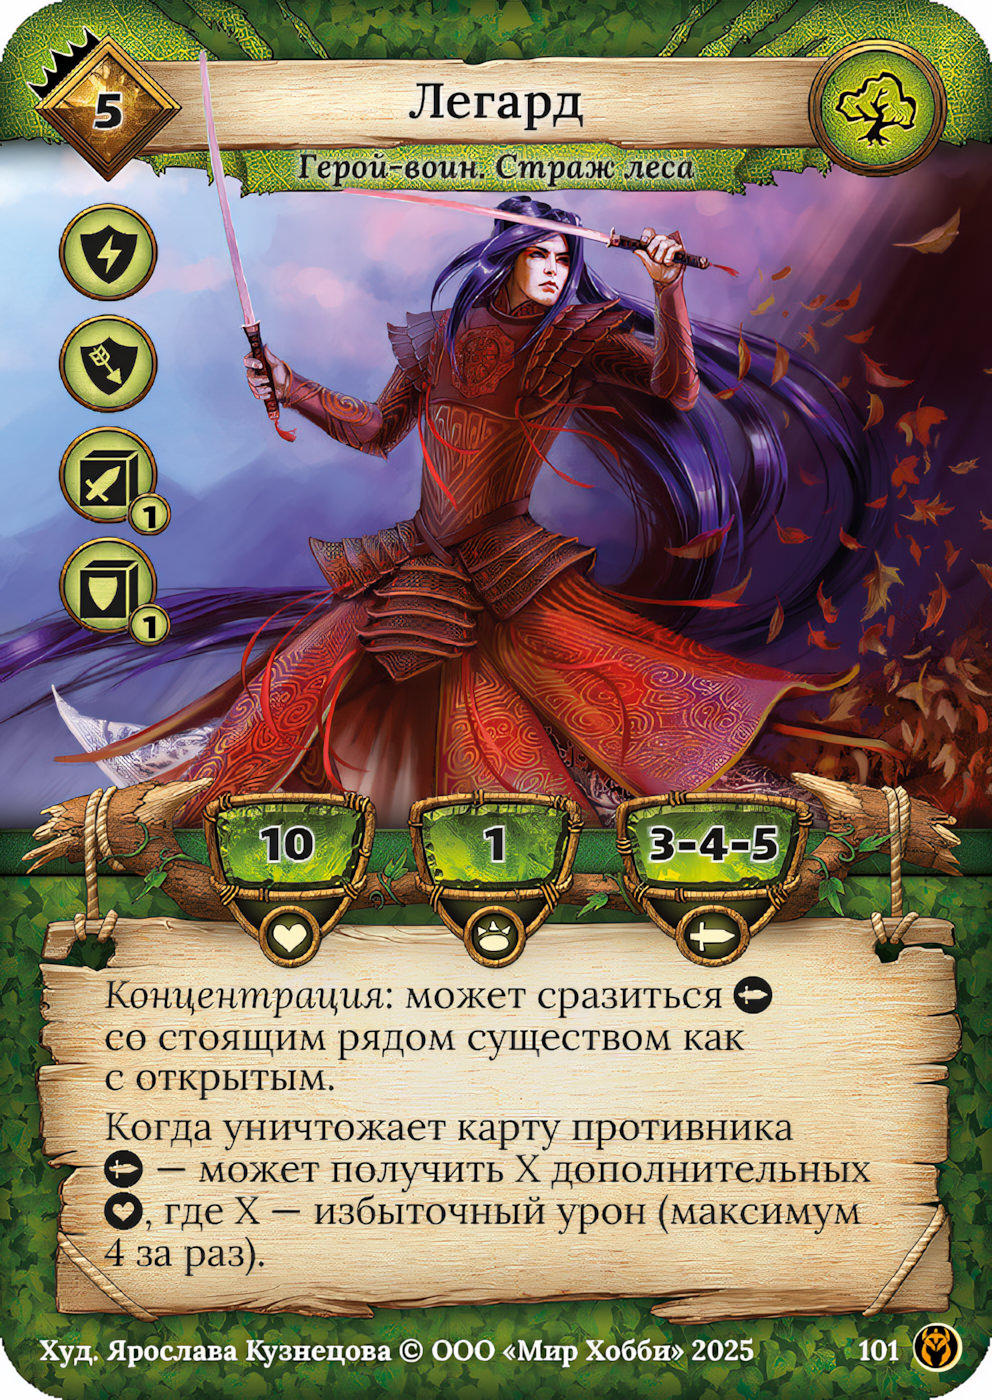 5
Легард
Герой-воин. Страж леса
1
1
10
1
3-4-5
Концентрация: может сразиться
со стоящим рядом существом как
с открытым.
Когда уничтожает карту противника
— может получить X дополнительных
, где X — избыточный урон (максимум
4 за раз).
Худ. Ярослава Кузнецова © ООО «Мир Хобби» 2025
101